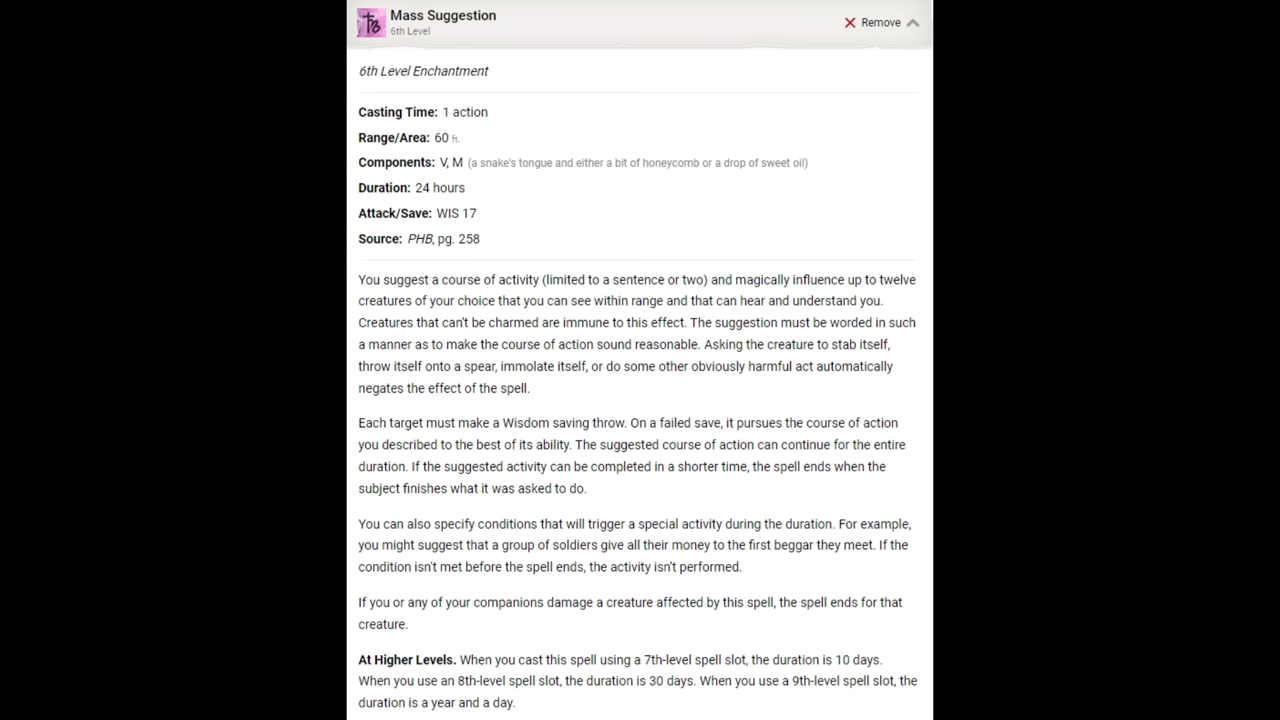 Mass Suggestion
6th Level
Remove
6th Level Enchantment
Casting Time: 1 action
Range/Area: 60 ft.
Components: V, M (a snake's tongue and either a bit of honeycomb or a drop of sweet oil)
Duration: 24 hours
Attack/Save: WIS 17
Source: PHB, pg. 258
You suggest a course of activity (limited to a sentence or two) and magically influence up to twelve
creatures of your choice that you can see within range and that can hear and understand you.
Creatures that can't be charmed are immune to this effect. The suggestion must be worded in such
a manner as to make the course of action sound reasonable. Asking the creature to stab itself,
throw itself onto a spear, immolate itself, or do some other obviously harmful act automatically
negates the effect of the spell.
Each target must make a Wisdom saving throw. On a failed save, it pursues the course of action
you described to the best of its ability. The suggested course of action can continue for the entire
duration. If the suggested activity can be completed in a shorter time, the spell ends when the
subject finishes what it was asked to do.
You can also specify conditions that will trigger a special activity during the duration. For example,
you might suggest that a group of soldiers give all their money to the first beggar they meet. If the
condition isn't met before the spell ends, the activity isn't performed.
If you or any of your companions damage a creature affected by this spell, the spell ends for that
creature.
At Higher Levels. When you cast this spell using a 7th-level spell slot, the duration is 10 days.
When you use an 8th-level spell slot, the duration is 30 days. When you use a 9th-level spell slot, the
duration is a year and a day.